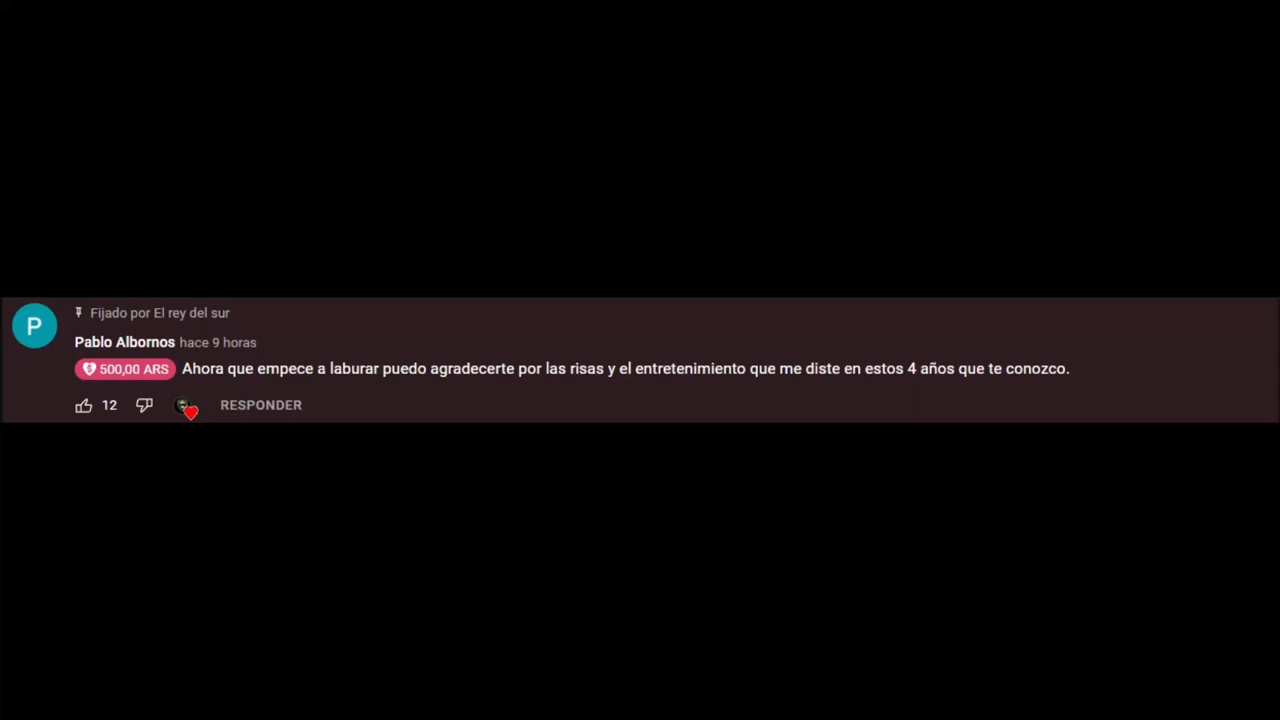 P
Fijado por El rey del sur
Pablo Albornos hace 9 horas
500,00 ARS Ahora que empece a laburar puedo agradecerte por las risas y el entretenimiento que me diste en estos 4 años que te conozco.
12 RESPONDER